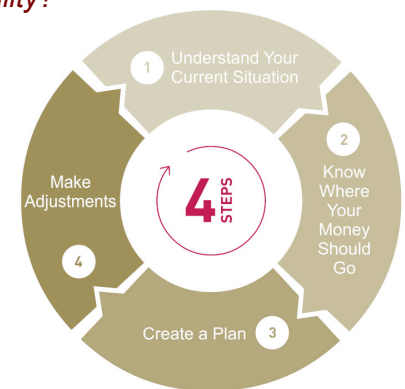 1
Understand Your
Current Situation
2
Know
Where
Your
Money
Should
Go
4
STEPS
Make
Adjustments
4
Create a Plan
3